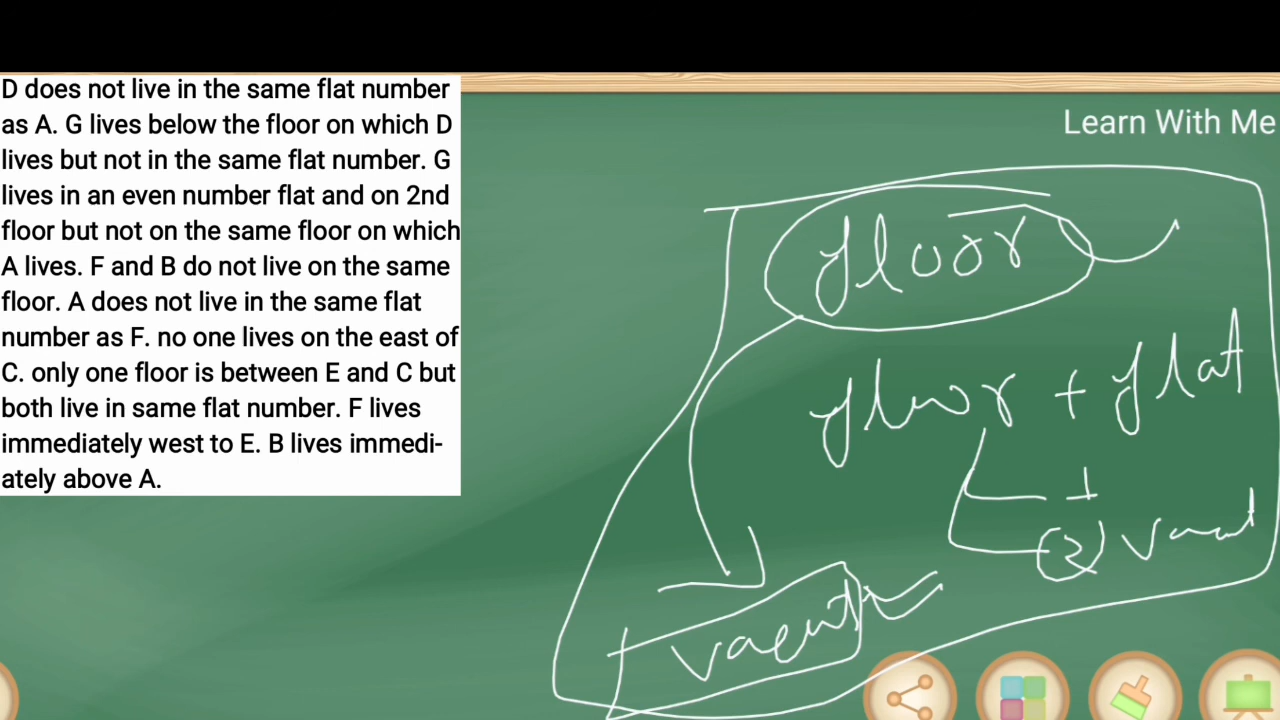 D does not live in the same flat number
as A. G lives below the floor on which D
lives but not in the same flat number. G
lives in an even number flat and on 2nd
floor but not on the same floor on which
A lives. F and B do not live on the same
floor. A does not live in the same flat
number as F. no one lives on the east of
C. only one floor is between E and C but
both live in same flat number. F lives
immediately west to E. B lives immedi-
ately above A.
Learn With Me
floor
floor + flat
1
2